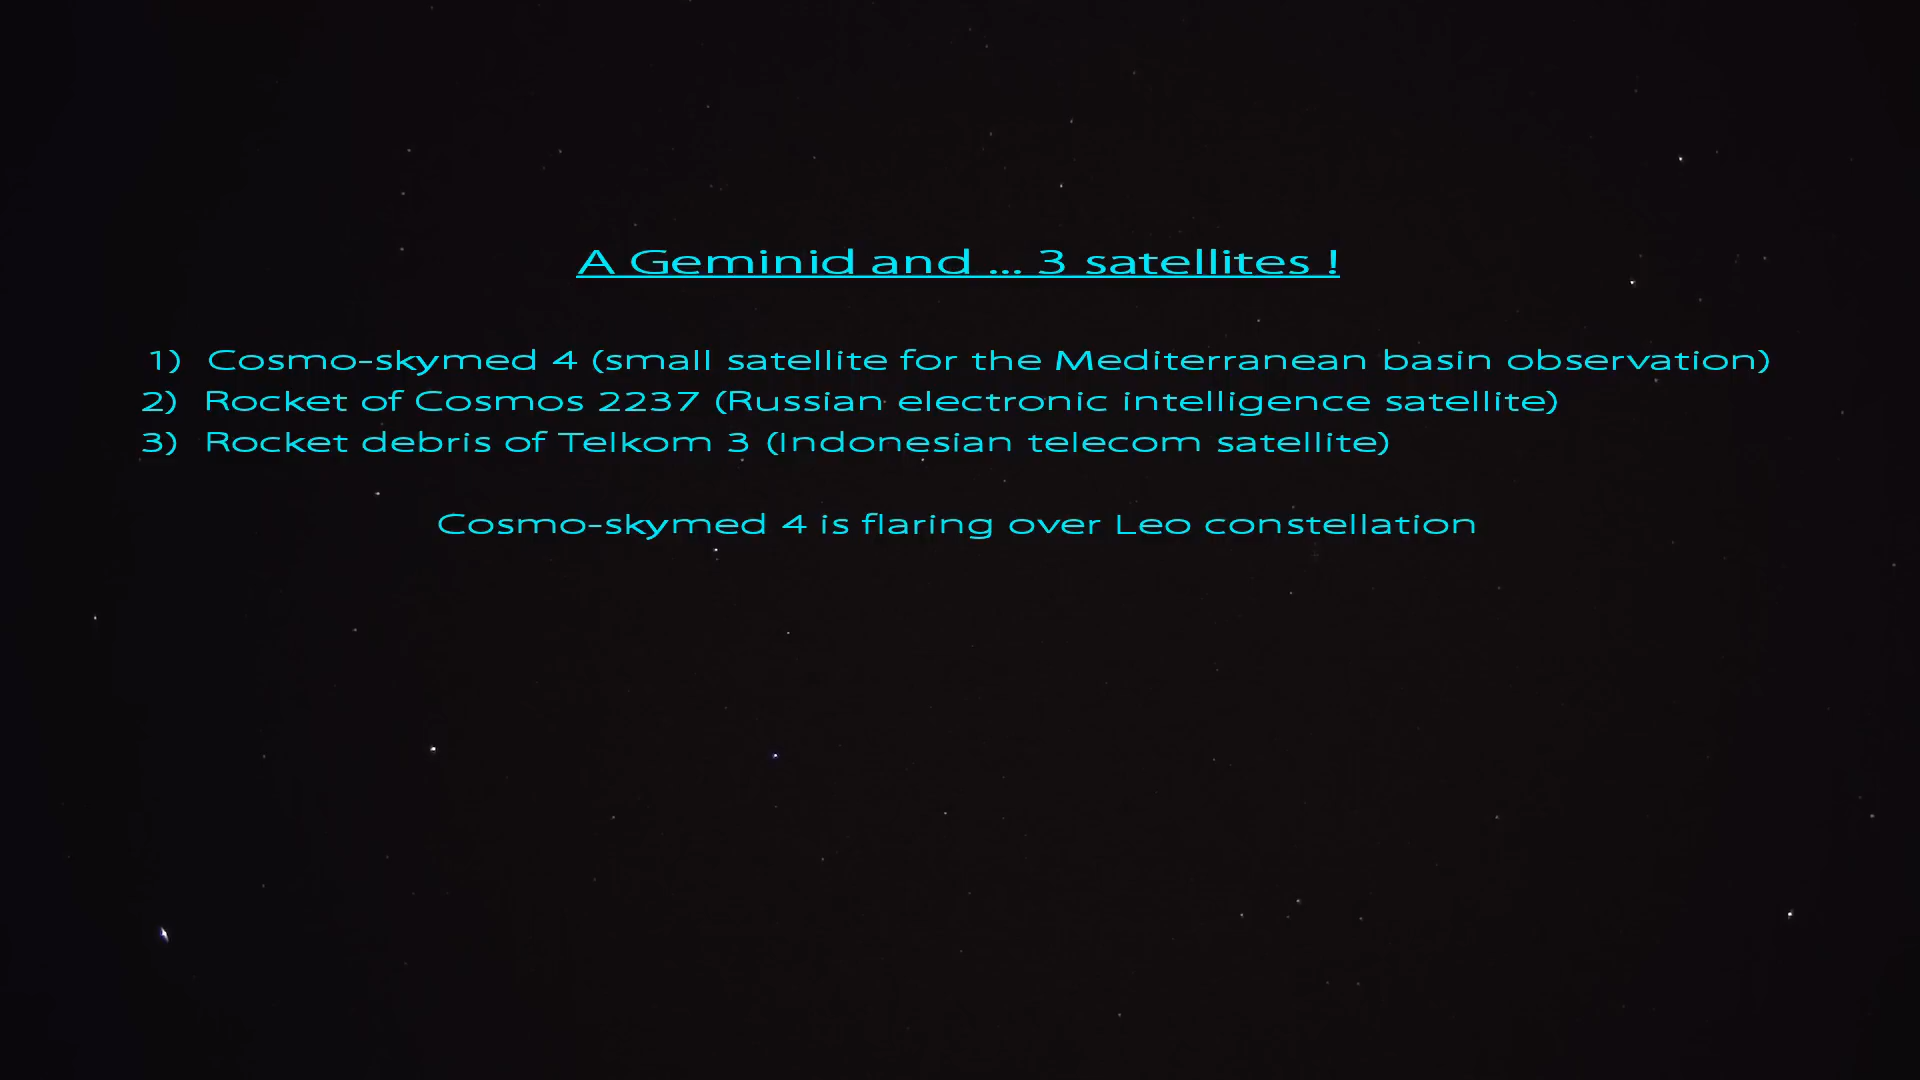 A Geminid and ... 3 satellites !
1) Cosmo-skymed 4 (small satellite for the Mediterranean basin observation)
2) Rocket of Cosmos 2237 (Russian electronic intelligence satellite)
3) Rocket debris of Telkom 3 (Indonesian telecom satellite)
Cosmo-skymed 4 is flaring over Leo constellation